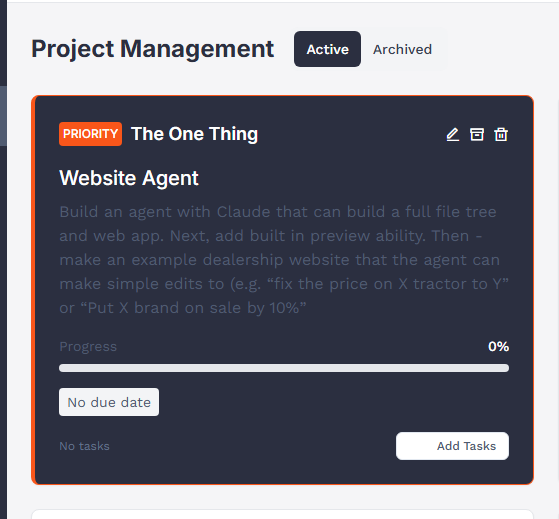 Project Management
Active
Archived
PRIORITY
The One Thing
Website Agent
Build an agent with Claude that can build a full file tree
and web app. Next, add built in preview ability. Then -
make an example dealership website that the agent can
make simple edits to (e.g. “fix the price on X tractor to Y”
or “Put X brand on sale by 10%”
Progress
0%
No due date
No tasks
Add Tasks